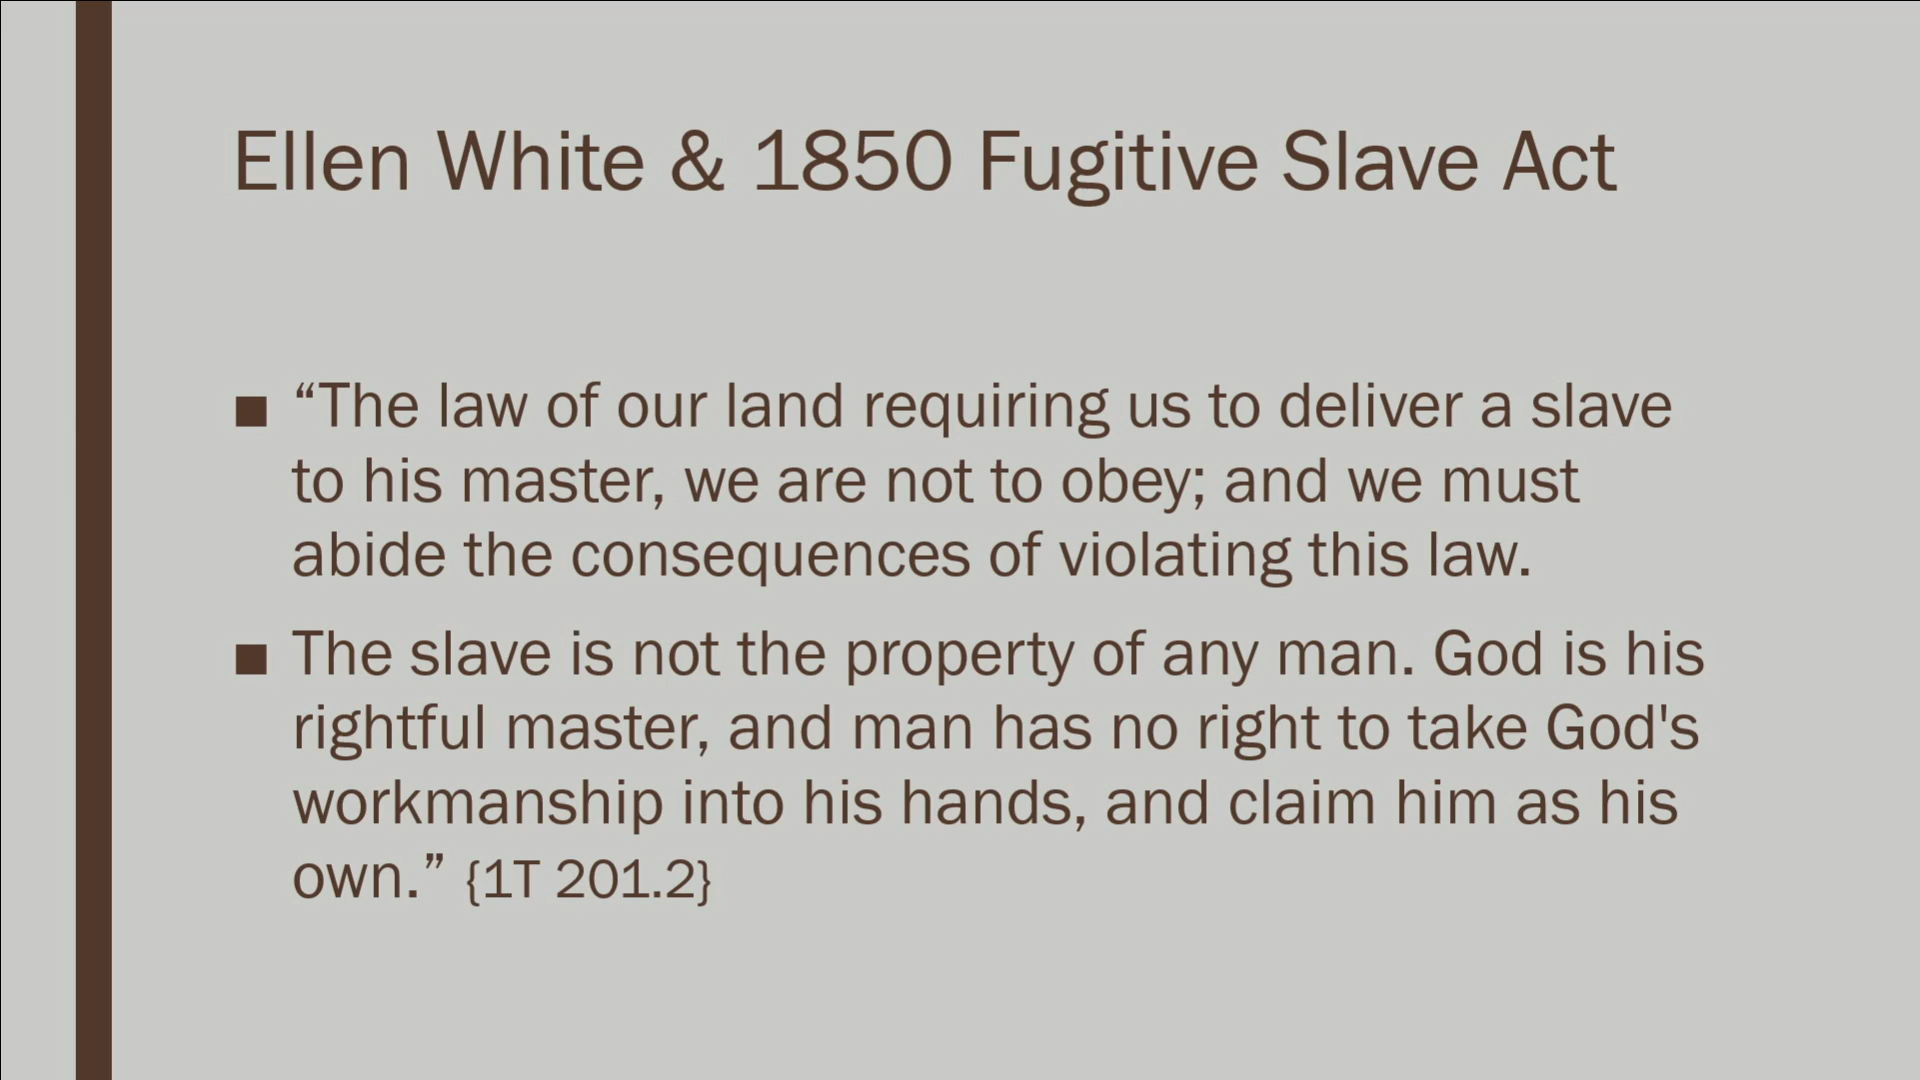 Ellen White & 1850 Fugitive Slave Act
■ “The law of our land requiring us to deliver a slave
to his master, we are not to obey; and we must
abide the consequences of violating this law.
■ The slave is not the property of any man. God is his
rightful master, and man has no right to take God's
workmanship into his hands, and claim him as his
own.” {1T 201.2}